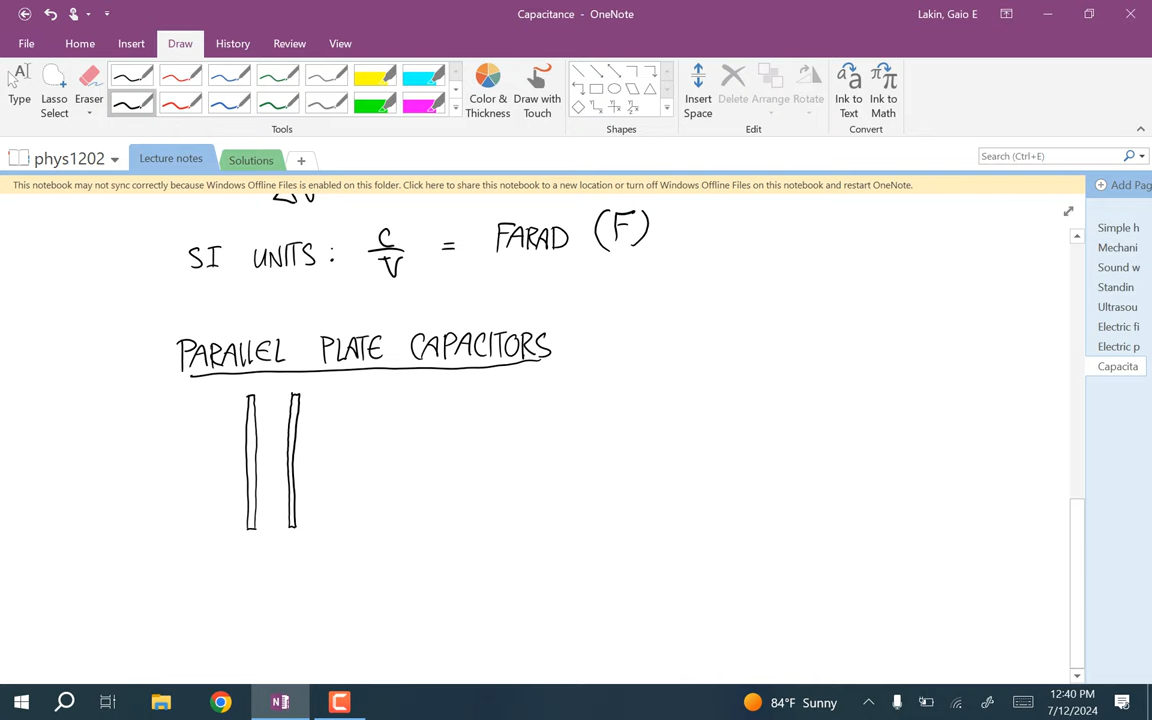 Capacitance - OneNote
Lakin, Gaio E
File Home Insert Draw History Review View
Type
Lasso Select
Eraser
Color & Thickness
Draw with Touch
Insert Space
Delete
Arrange
Rotate
Ink to Text
Ink to Math
Tools
Shapes
Edit
Convert
phys1202
Lecture notes
Solutions
Search (Ctrl+E)
This notebook may not sync correctly because Windows Offline Files is enabled on this folder. Click here to share this notebook to a new location or turn off Windows Offline Files on this notebook and restart OneNote.
Add Pag
Simple h
Mechani
Sound w
Standin
Ultrasou
Electric fi
Electric p
Capacita
SI UNITS: C/V = FARAD (F)
PARALLEL PLATE CAPACITORS
84°F Sunny
12:40 PM
7/12/2024